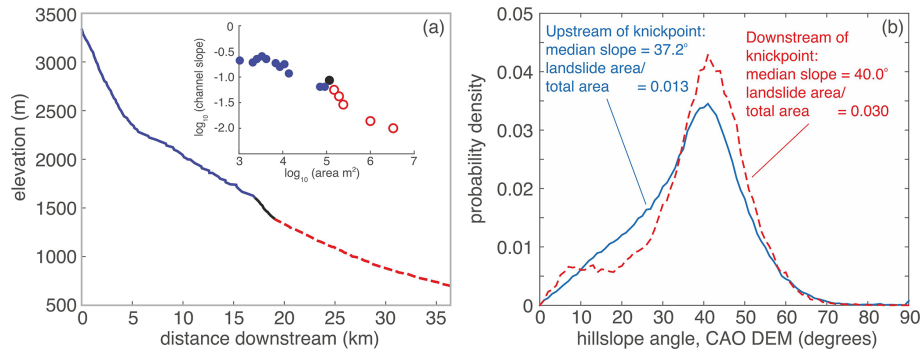 (a)
3500
3000
2500
2000
1500
1000
500
elevation (m)
0 5 10 15 20 25 30 35
distance downstream (km)
0
-0.5
-1.0
-1.5
-2.0
log10 (channel slope)
3 4 5 6 7
log10 (area m2)
(b)
0.05
0.04
0.03
0.02
0.01
0
probability density
0 10 20 30 40 50 60 70 80 90
hillslope angle, CAO DEM (degrees)
Upstream of
knickpoint:
median slope = 37.2°
landslide area/
total area = 0.013
Downstream of
knickpoint:
median slope = 40.0°
landslide area/
total area = 0.030